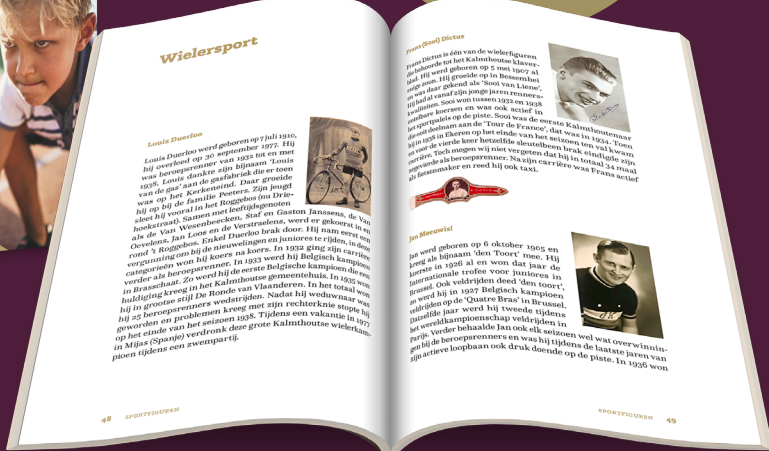 Wielersport
Louis Duerloo
Louis Duerloo werd geboren op 7 juli 1910,
hij overleed op 30 september 1977. Hij
was beroepsrenner van 1932 tot en met
1938. Louis dankte zijn bijnaam ‘Louis
van de gas’ aan de gasfabriek die er toen
was op het Kerkeneind. Daar groeide
hij op bij de familie Peeters. Zijn jeugd
sleet hij vooral in het Roggebos (nu Drie-
hoekstraat). Samen met leeftijdsgenoten
als de Van Wesenbeecken, Staf en Gaston Janssens, de Van
Oevelens, Jan Loos en de Verstraelens, werd er gekoerst in en
rond ’t Roggebos. Enkel Duerloo brak door. Hij nam eerst een
vergunning om bij de nieuwelingen en juniores te rijden, in deze
categorieën won hij koers na koers. In 1932 ging zijn carrière
verder als beroepsrenner. In 1933 werd hij Belgisch kampioen
in Brasschaat. Zo werd hij de eerste Belgische kampioen die een
huldiging kreeg in het Kalmthoutse gemeentehuis. In 1935 won
hij in grootse stijl De Ronde van Vlaanderen. In het totaal won
hij 25 beroepsrenners wedstrijden. Nadat hij weduwnaar was
geworden en problemen kreeg met zijn rechterknie stopte hij
op het einde van het seizoen 1938. Tijdens een vakantie in 1977
in Mijas (Spanje) verdronk deze grote Kalmthoutse wielerkam-
pioen tijdens een zwempartij.
48 SPORTFIGUREN
Frans (Sooi) Dictus
Frans Dictus is één van de wielerfiguren
die behoorde tot het Kalmthoutse klaver-
blad. Hij werd geboren op 5 mei 1907 al
enige zoon. Hij groeide op in Bessemhei
en was daar gekend als ‘Sooi van Liene’,
Hij had al vanaf zijn jonge jaren renners-
kwaliteiten. Sooi won tussen 1932 en 1938
ontelbare koersen en was ook actief in
het sportpaleis op de piste. Sooi was de eerste Kalmthoutenaar
die ooit deelnam aan de ‘Tour de France’, dat was in 1934. Toen
hij in 1938 in Ekeren op het einde van het seizoen ten val kwam
en voor de vierde koer hetzelfde sleutelbeen brak eindigde zijn
carrière. Toch mogen wij niet vergeten dat hij in totaal 34 maal
zegevierde als beroepsrenner. Na zijn carrière was Frans actief
als fietsenmaker en reed hij ook taxi.
Jan Meeuwisl
Jan werd geboren op 6 oktober 1905 en
kreeg als bijnaam ‘den Toort’ mee. Hij
koerste in 1926 al en won dat jaar de
Internationale trofee voor juniores in
Brussel. Ook veldrijden deed ‘den toort’,
zo werd hij in 1927 Belgisch kampioen
veldrijden op de ‘Quatre Bras’ in Brussel.
Datzelfde jaar werd hij tweede tijdens
het wereldkampioenschap veldrijden in
Parijs. Verder behaalde Jan ook elk seizoen wel wat overwinnin-
gen bij de beroepsrenners en was hij tijdens de laatste jaren van
zijn actieve loopbaan ook druk doende op de piste. In 1936 won
SPORTFIGUREN 49